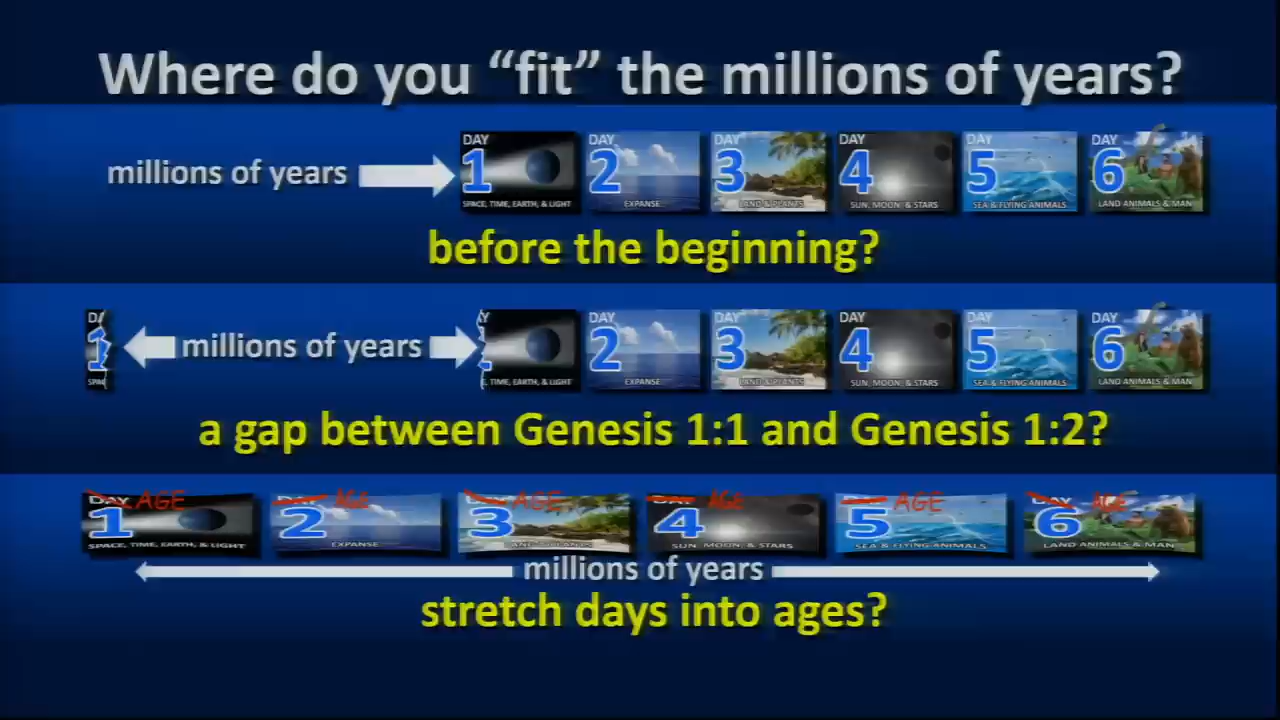 Where do you “fit” the millions of years?
millions of years
DAY 1 SPACE, TIME, EARTH, & LIGHT
DAY 2 EXPANSE
DAY 3 LAND & PLANTS
DAY 4 SUN, MOON, & STARS
DAY 5 SEA & FLYING ANIMALS
DAY 6 LAND ANIMALS & MAN
before the beginning?
1
millions of years
TIME, EARTH, & LIGHT
DAY 2 EXPANSE
DAY 3 LAND & PLANTS
DAY 4 SUN, MOON, & STARS
DAY 5 SEA & FLYING ANIMALS
DAY 6 LAND ANIMALS & MAN
a gap between Genesis 1:1 and Genesis 1:2?
DAY AGE 1 SPACE, TIME, EARTH, & LIGHT
DAY AGE 2 EXPANSE
DAY AGE 3 LAND & PLANTS
DAY AGE 4 SUN, MOON, & STARS
DAY AGE 5 SEA & FLYING ANIMALS
DAY AGE 6 LAND ANIMALS & MAN
millions of years
stretch days into ages?